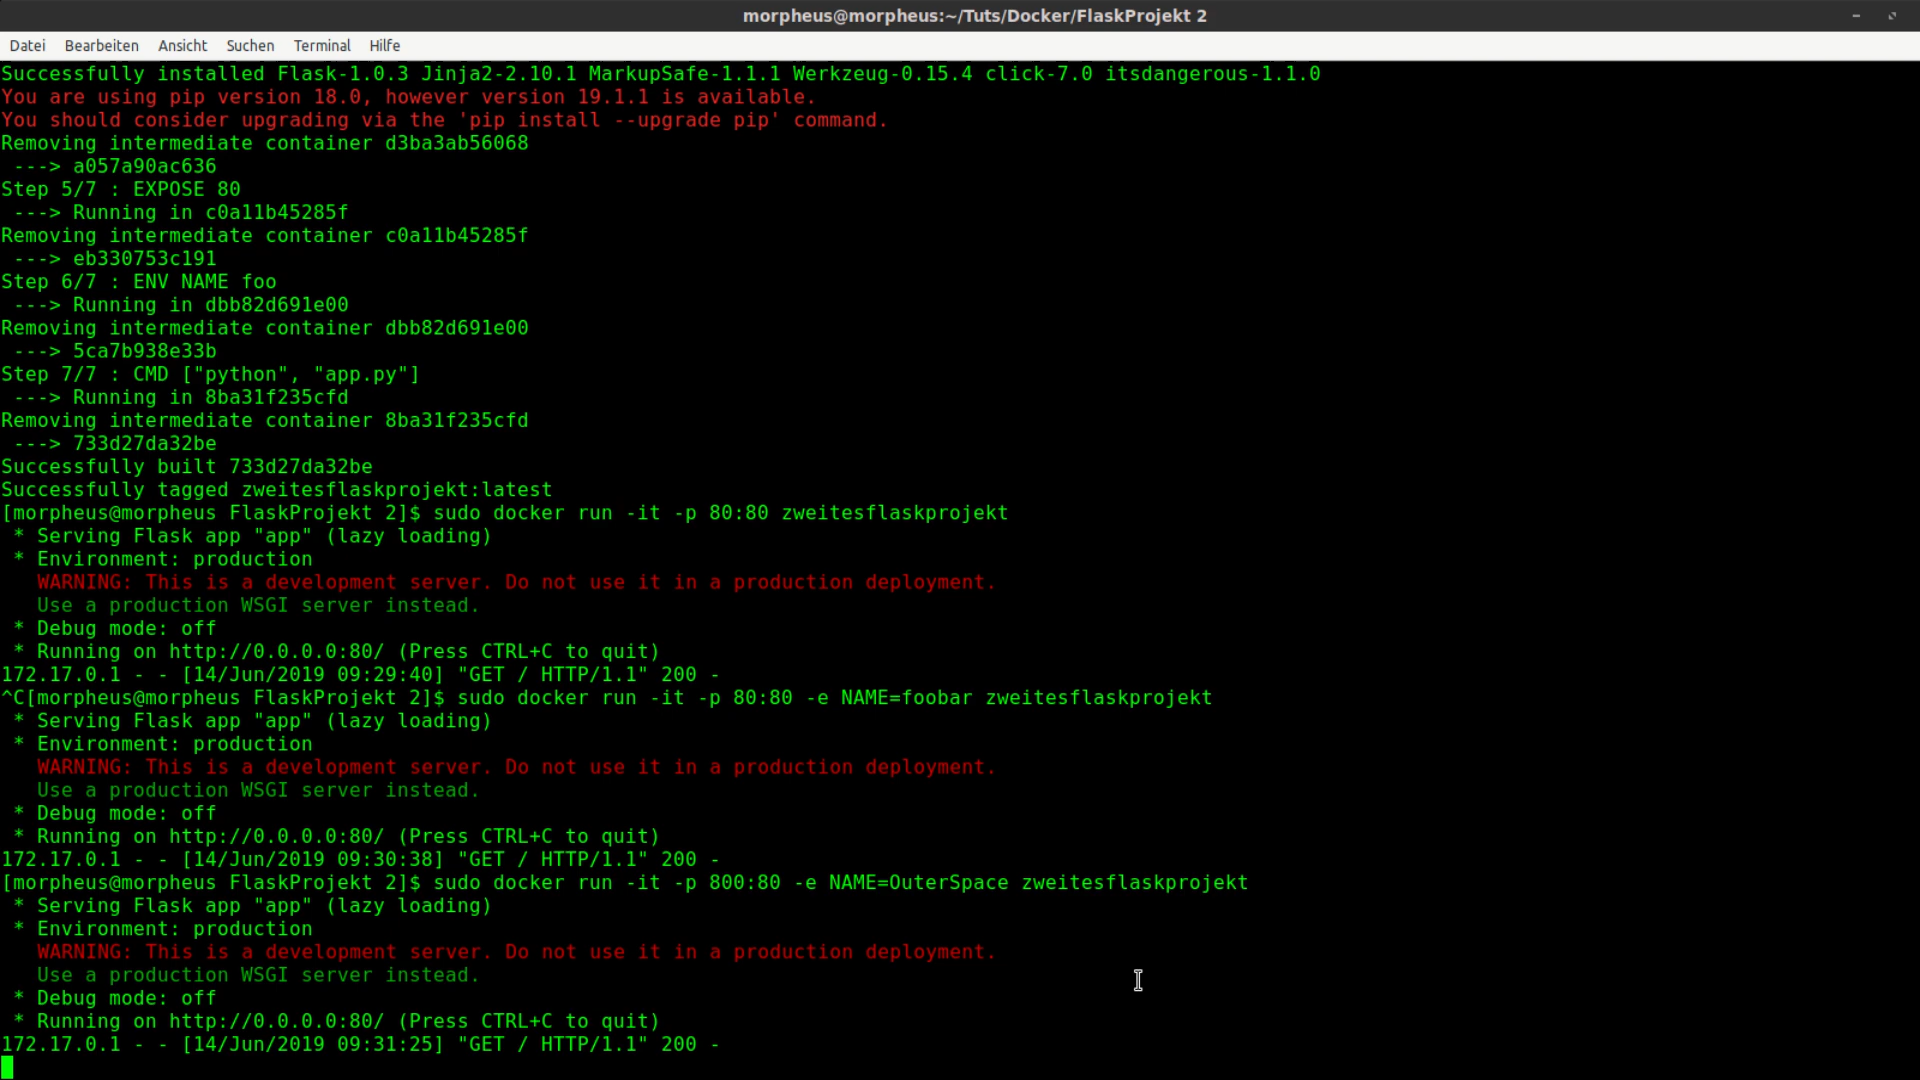 morpheus@morpheus:~/Tuts/Docker/FlaskProjekt 2
Datei Bearbeiten Ansicht Suchen Terminal Hilfe
Successfully installed Flask-1.0.3 Jinja2-2.10.1 MarkupSafe-1.1.1 Werkzeug-0.15.4 click-7.0 itsdangerous-1.1.0
You are using pip version 18.0, however version 19.1.1 is available.
You should consider upgrading via the 'pip install --upgrade pip' command.
Removing intermediate container d3ba3ab56068
 ---> a057a90ac636
Step 5/7 : EXPOSE 80
 ---> Running in c0a11b45285f
Removing intermediate container c0a11b45285f
 ---> eb330753c191
Step 6/7 : ENV NAME foo
 ---> Running in dbb82d691e00
Removing intermediate container dbb82d691e00
 ---> 5ca7b938e33b
Step 7/7 : CMD ["python", "app.py"]
 ---> Running in 8ba31f235cfd
Removing intermediate container 8ba31f235cfd
 ---> 733d27da32be
Successfully built 733d27da32be
Successfully tagged zweitesflaskprojekt:latest
[morpheus@morpheus FlaskProjekt 2]$ sudo docker run -it -p 80:80 zweitesflaskprojekt
 * Serving Flask app "app" (lazy loading)
 * Environment: production
   WARNING: This is a development server. Do not use it in a production deployment.
   Use a production WSGI server instead.
 * Debug mode: off
 * Running on http://0.0.0.0:80/ (Press CTRL+C to quit)
172.17.0.1 - - [14/Jun/2019 09:29:40] "GET / HTTP/1.1" 200 -
^C[morpheus@morpheus FlaskProjekt 2]$ sudo docker run -it -p 80:80 -e NAME=foobar zweitesflaskprojekt
 * Serving Flask app "app" (lazy loading)
 * Environment: production
   WARNING: This is a development server. Do not use it in a production deployment.
   Use a production WSGI server instead.
 * Debug mode: off
 * Running on http://0.0.0.0:80/ (Press CTRL+C to quit)
172.17.0.1 - - [14/Jun/2019 09:30:38] "GET / HTTP/1.1" 200 -
[morpheus@morpheus FlaskProjekt 2]$ sudo docker run -it -p 800:80 -e NAME=OuterSpace zweitesflaskprojekt
 * Serving Flask app "app" (lazy loading)
 * Environment: production
   WARNING: This is a development server. Do not use it in a production deployment.
   Use a production WSGI server instead.
 * Debug mode: off
 * Running on http://0.0.0.0:80/ (Press CTRL+C to quit)
172.17.0.1 - - [14/Jun/2019 09:31:25] "GET / HTTP/1.1" 200 -